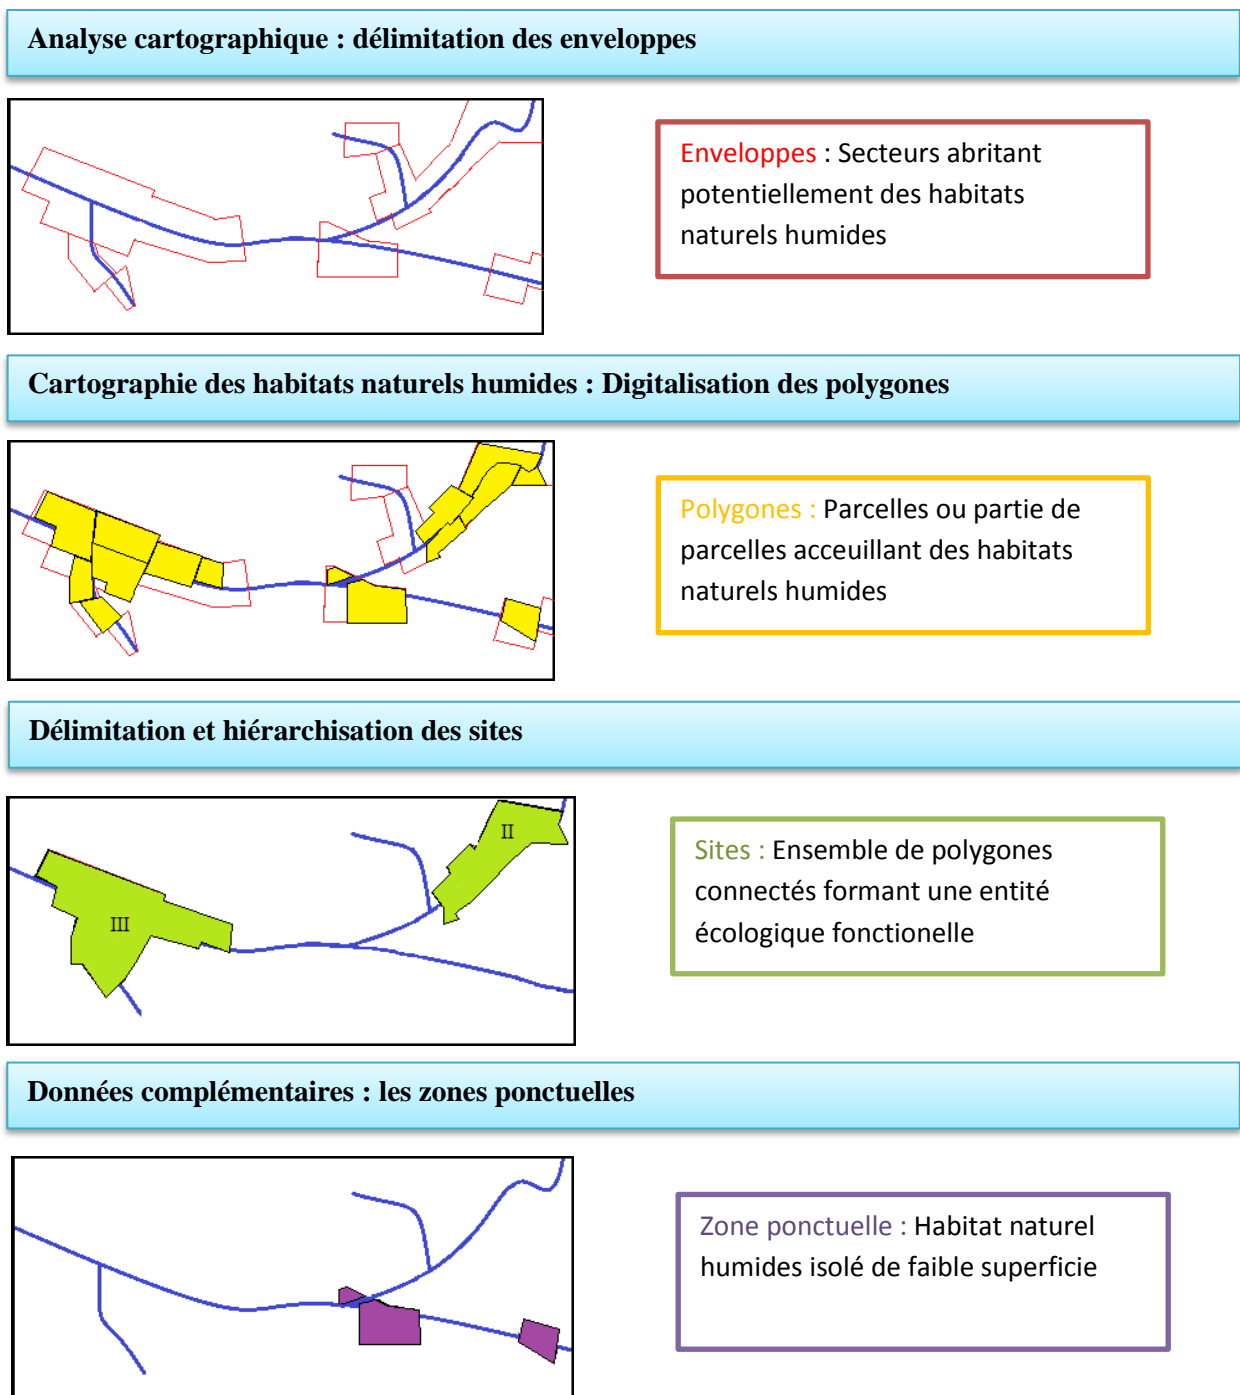 Analyse cartographique : délimitation des enveloppes
Enveloppes : Secteurs abritant
potentiellement des habitats
naturels humides
Cartographie des habitats naturels humides : Digitalisation des polygones
Polygones : Parcelles ou partie de
parcelles acceuillant des habitats
naturels humides
Délimitation et hiérarchisation des sites
II
III
Sites : Ensemble de polygones
connectés formant une entité
écologique fonctionelle
Données complémentaires : les zones ponctuelles
Zone ponctuelle : Habitat naturel
humides isolé de faible superficie